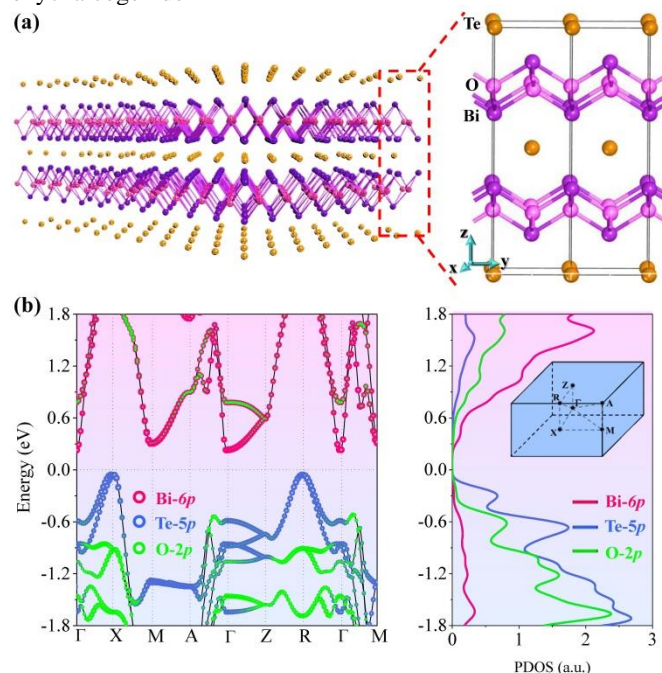 (a)
Te
O
Bi
z
x
y
(b)
1.8
1.2
0.6
0.0
-0.6
-1.2
-1.8
Energy (eV)
Bi-6p
Te-5p
O-2p
Γ X M A Γ Z R Γ M
1.8
1.2
0.6
0.0
-0.6
-1.2
-1.8
Z
R Γ A
X M
Bi-6p
Te-5p
O-2p
0 1 2 3
PDOS (a.u.)